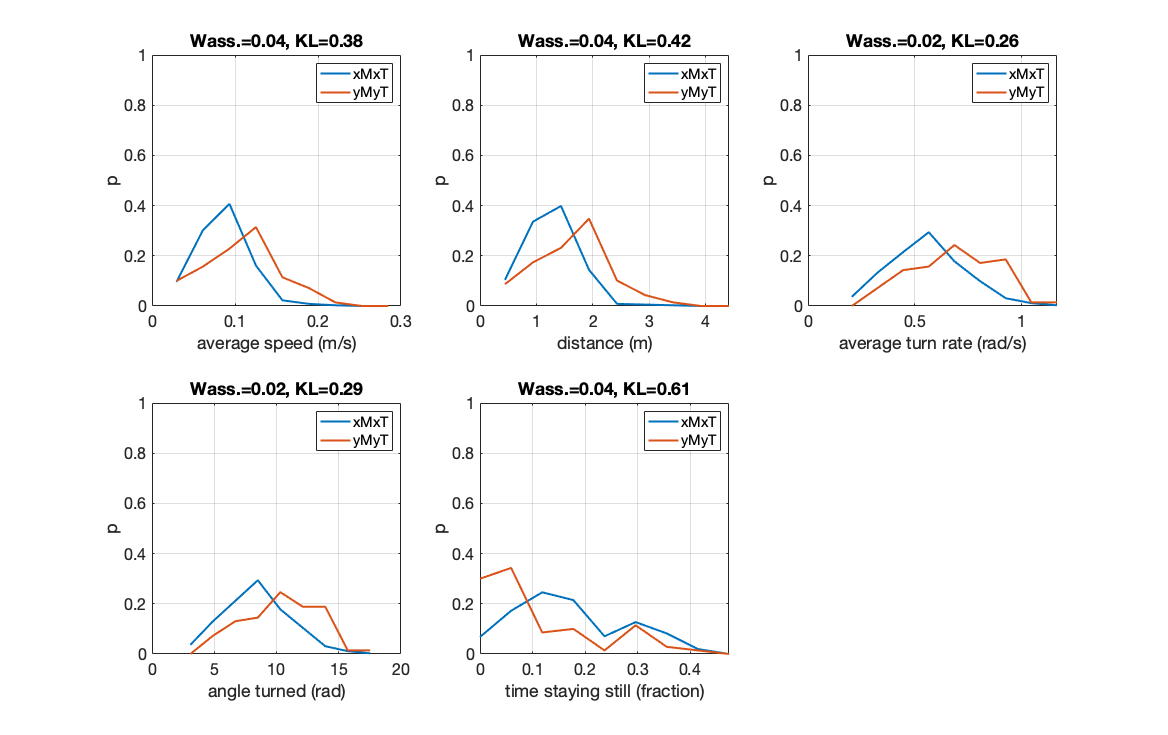 Wass.=0.04, KL=0.38
1
0.8
0.6
0.4
0.2
0
p
xMxT
yMyT
0 0.1 0.2 0.3
average speed (m/s)
Wass.=0.04, KL=0.42
1
0.8
0.6
0.4
0.2
0
p
xMxT
yMyT
0 1 2 3 4
distance (m)
Wass.=0.02, KL=0.26
1
0.8
0.6
0.4
0.2
0
p
xMxT
yMyT
0 0.5 1
average turn rate (rad/s)
Wass.=0.02, KL=0.29
1
0.8
0.6
0.4
0.2
0
p
xMxT
yMyT
0 5 10 15 20
angle turned (rad)
Wass.=0.04, KL=0.61
1
0.8
0.6
0.4
0.2
0
p
xMxT
yMyT
0 0.1 0.2 0.3 0.4
time staying still (fraction)